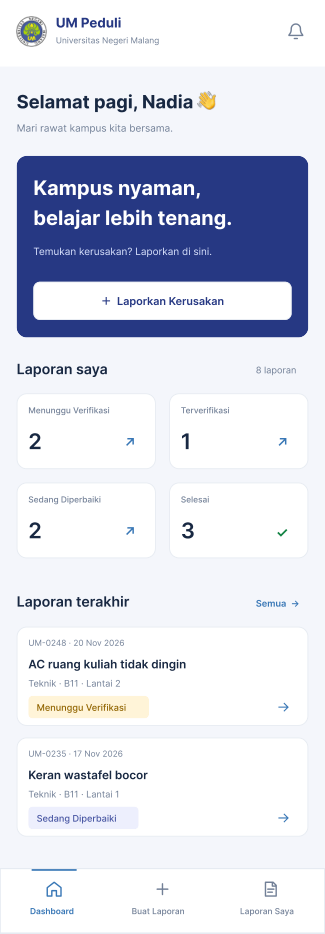 UM Peduli
Universitas Negeri Malang
Selamat pagi, Nadia 👋
Mari rawat kampus kita bersama.
Kampus nyaman,
belajar lebih tenang.
Temukan kerusakan? Laporkan di sini.
+ Laporkan Kerusakan
Laporan saya
8 laporan
Menunggu Verifikasi
2
Terverifikasi
1
Sedang Diperbaiki
2
Selesai
3
Laporan terakhir
Semua →
UM-0248 · 20 Nov 2026
AC ruang kuliah tidak dingin
Teknik · B11 · Lantai 2
Menunggu Verifikasi
UM-0235 · 17 Nov 2026
Keran wastafel bocor
Teknik · B11 · Lantai 1
Sedang Diperbaiki
Dashboard
Buat Laporan
Laporan Saya